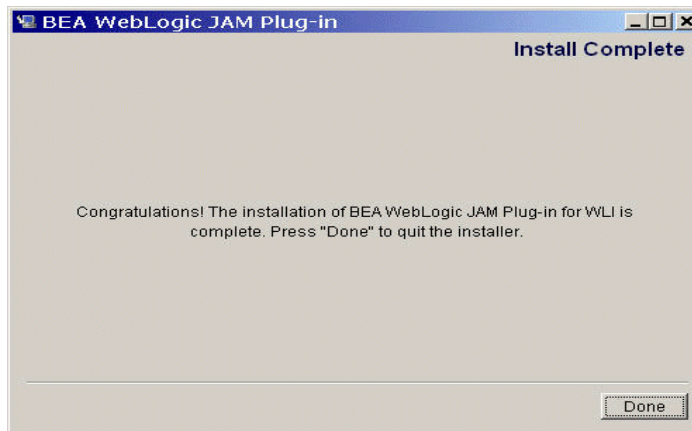 BEA WebLogic JAM Plug-in
Install Complete
Congratulations! The installation of BEA WebLogic JAM Plug-in for WLI is
complete. Press "Done" to quit the installer.
Done